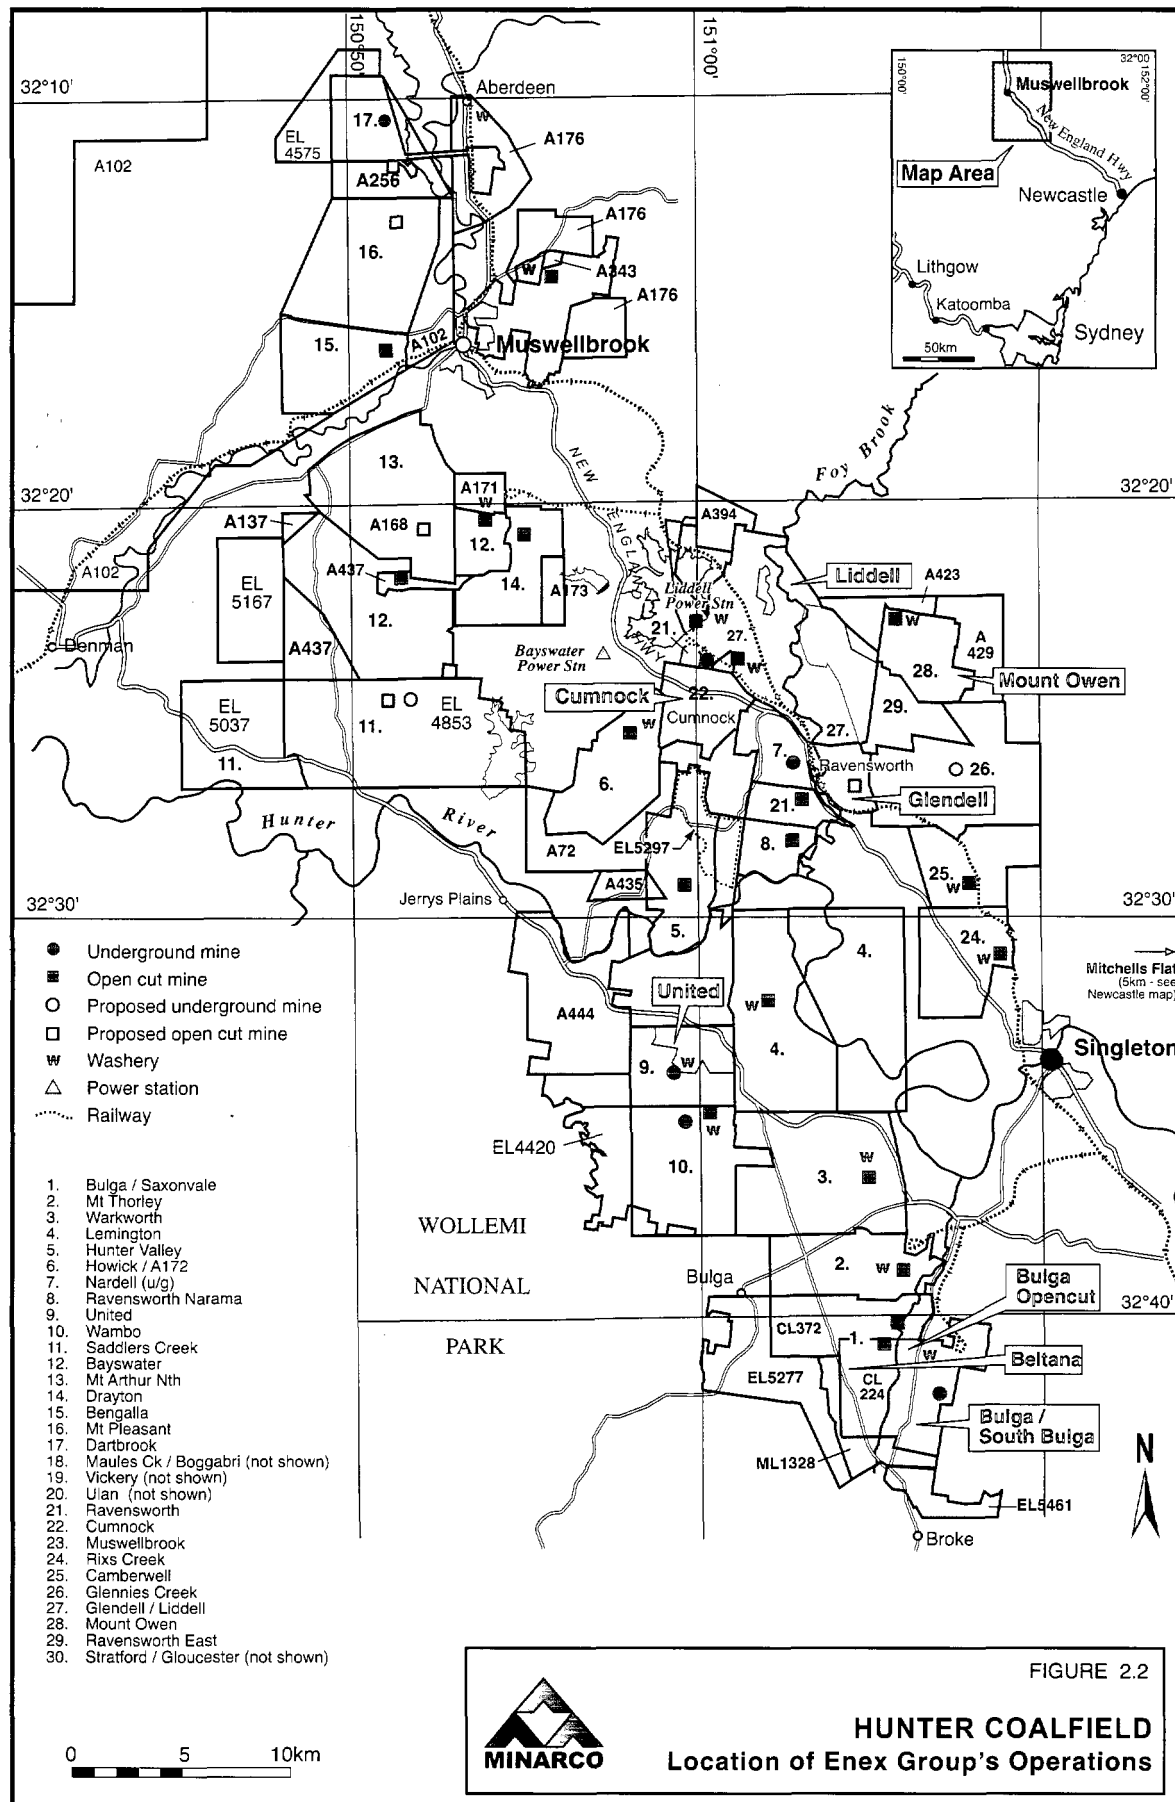 150°50'
151°00'
32°10'
Aberdeen
W
17.
EL
4575
A176
A102
A256
A176
16.
W
A343
A176
15.
A102
Muswellbrook
150°00'
32°00
152°00'
Muswellbrook
New England Hwy
Map Area
Newcastle
Lithgow
Katoomba
Sydney
50km
Foy Brook
NEW ENGLAND HWY
13.
32°20'
A171
W
32°20'
A394
A137
A168
12.
A437
14.
A173
A102
EL
5167
12.
Liddell
A423
Liddell
Power Stn
W
21.
27.
W
W
A
429
Denman
A437
Bayswater
Power Stn
28.
Mount Owen
Cumnock
22.
Cumnock
29.
EL
5037
EL
4853
11.
11.
W
27.
7.
Ravensworth
26.
6.
21.
Glendell
Hunter
River
EL5297
8.
A72
A435
25.
W
Jerrys Plains
32°30'
32°30'
5.
4.
24.
W
Mitchells Flat
(5km - see
Newcastle map)
Underground mine
Open cut mine
Proposed underground mine
Proposed open cut mine
W Washery
Power station
Railway
United
W
A444
4.
Singleton
9.
W
EL4420
W
10.
W
3.
WOLLEMI
NATIONAL
PARK
2.
W
Bulga
Bulga
Opencut
32°40'
CL372
1.
W
Beltana
EL5277
CL
224
Bulga /
South Bulga
ML1328
EL5461
N
Broke
1. Bulga / Saxonvale
2. Mt Thorley
3. Warkworth
4. Lemington
5. Hunter Valley
6. Howick / A172
7. Nardell (u/g)
8. Ravensworth Narama
9. United
10. Wambo
11. Saddlers Creek
12. Bayswater
13. Mt Arthur Nth
14. Drayton
15. Bengalla
16. Mt Pleasant
17. Dartbrook
18. Maules Ck / Boggabri (not shown)
19. Vickery (not shown)
20. Ulan (not shown)
21. Ravensworth
22. Cumnock
23. Muswellbrook
24. Rixs Creek
25. Camberwell
26. Glennies Creek
27. Glendell / Liddell
28. Mount Owen
29. Ravensworth East
30. Stratford / Gloucester (not shown)
0 5 10km
MINARCO
FIGURE 2.2
HUNTER COALFIELD
Location of Enex Group's Operations